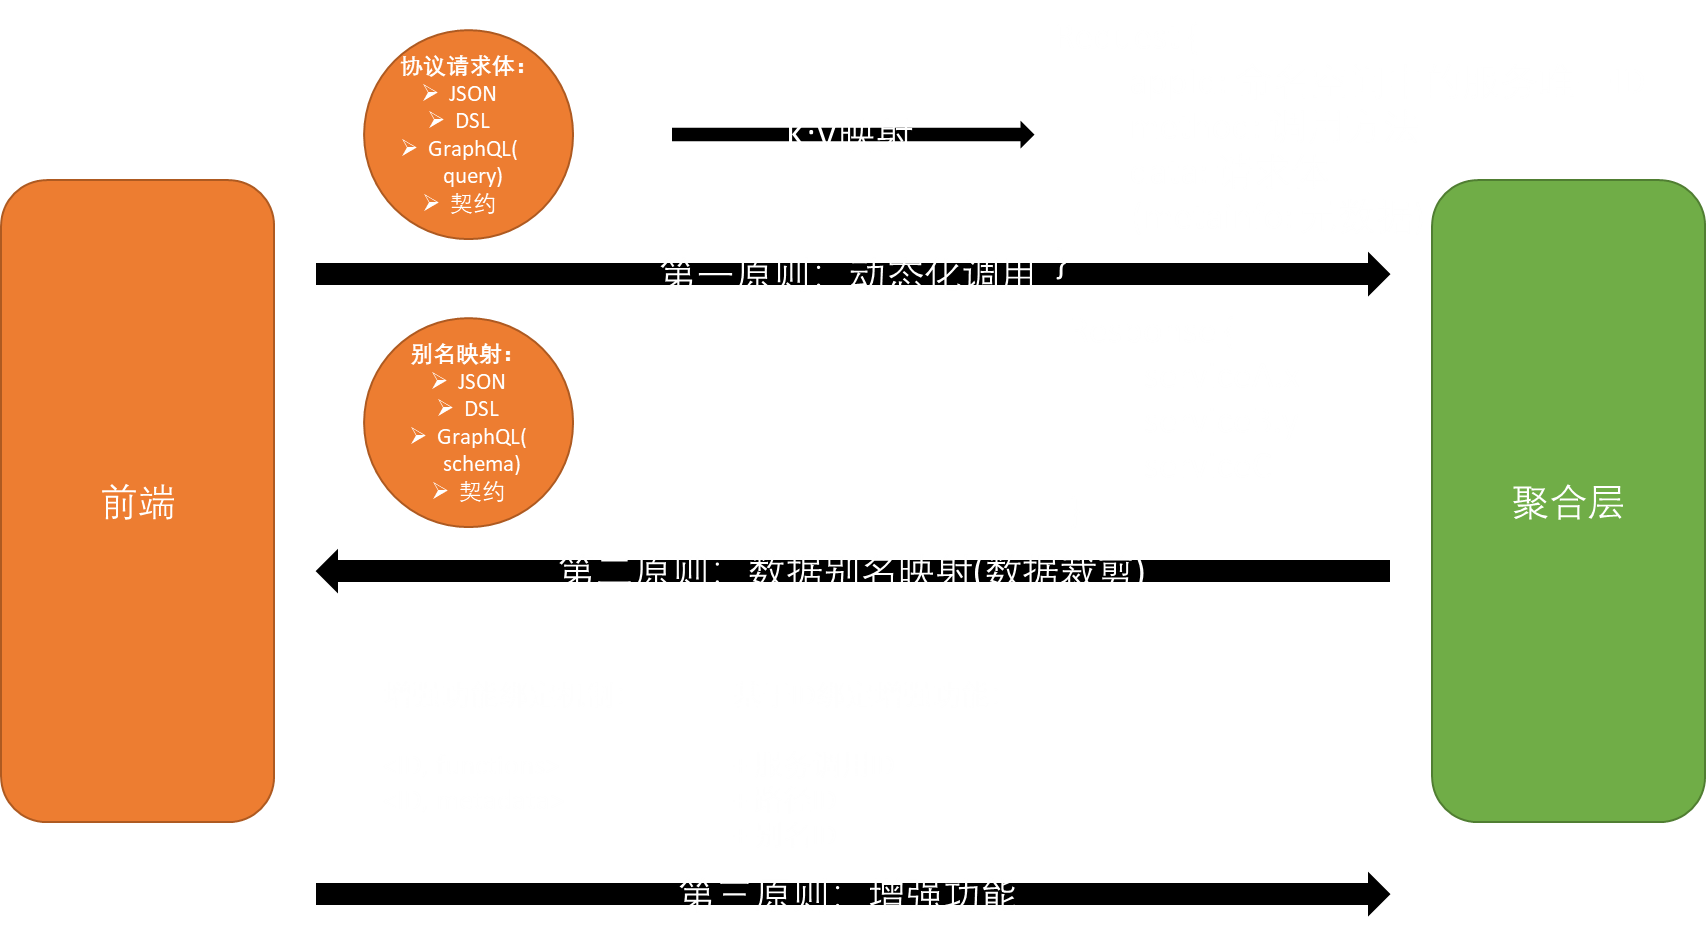 协议请求体：
➢ JSON
➢ DSL
➢ GraphQL(
query)
➢ 契约
k:v映射
第一原则：动态化调用
别名映射：
➢ JSON
➢ DSL
➢ GraphQL(
schema)
➢ 契约
前端
聚合层
第二原则：数据别名映射(数据裁剪)
第三原则：增强功能